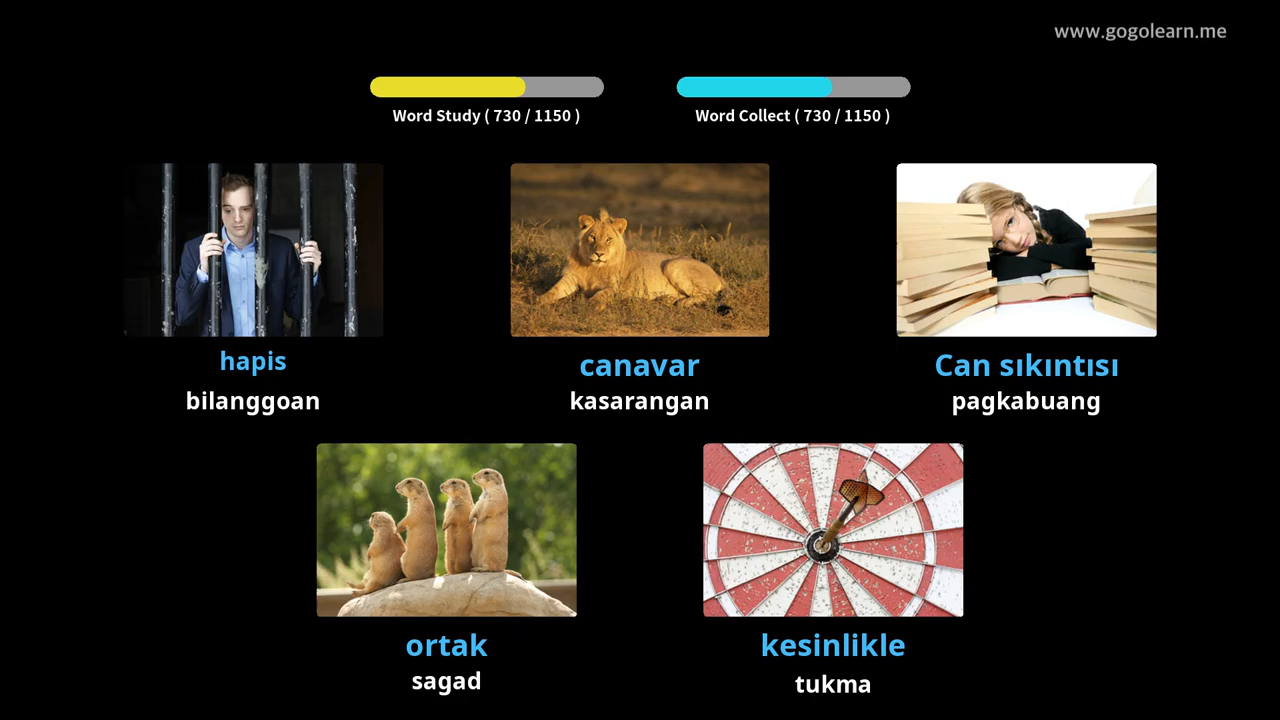 www.gogolearn.me
Word Study ( 730 / 1150 )
Word Collect ( 730 / 1150 )
hapis
bilanggoan
canavar
kasarangan
Can sıkıntısı
pagkabuang
ortak
sagad
kesinlikle
tukma